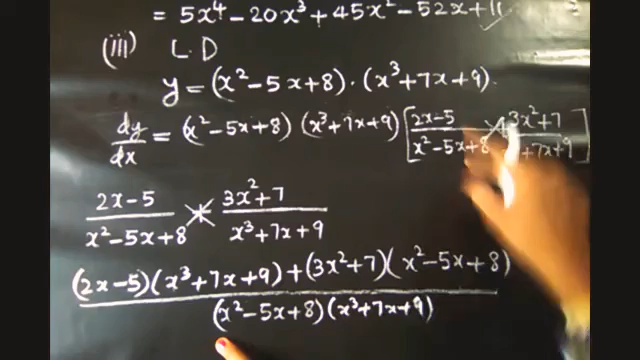 = 5x⁴ - 20x³ + 45x² - 52x + 11
(iii) L D
y = (x² - 5x + 8) · (x³ + 7x + 9)
dy/dx = (x² - 5x + 8) (x³ + 7x + 9) [ (2x - 5)/(x² - 5x + 8) + (3x² + 7)/( + 7x + 9) ]
(2x - 5)/(x² - 5x + 8) + (3x² + 7)/(x³ + 7x + 9)
(2x - 5)(x³ + 7x + 9) + (3x² + 7)(x² - 5x + 8)
(x² - 5x + 8)(x³ + 7x + 9)